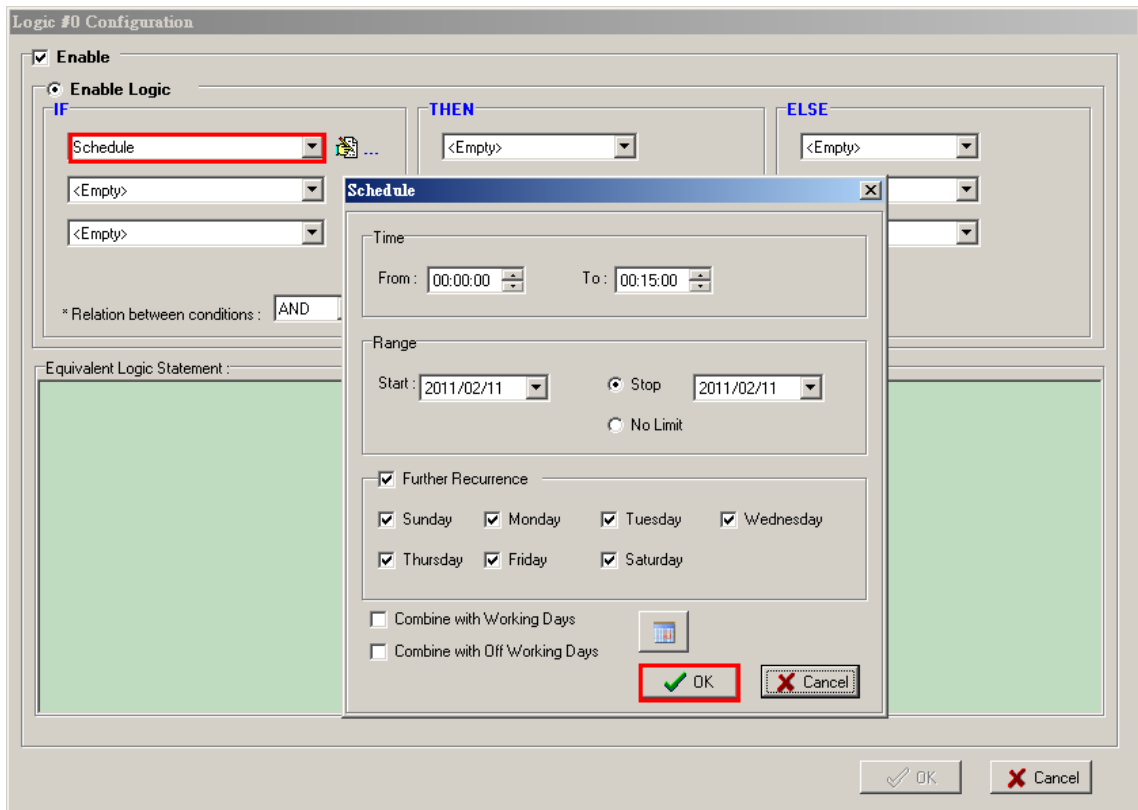 Logic #0 Configuration
Enable
Enable Logic
IF
THEN
ELSE
Schedule
...
<Empty>
<Empty>
<Empty>
<Empty>
* Relation between conditions :
AND
Equivalent Logic Statement :
Schedule
Time
From :
00:00:00
To :
00:15:00
Range
Start :
2011/02/11
Stop
2011/02/11
No Limit
Further Recurrence
Sunday
Monday
Tuesday
Wednesday
Thursday
Friday
Saturday
Combine with Working Days
Combine with Off Working Days
OK
Cancel
OK
Cancel